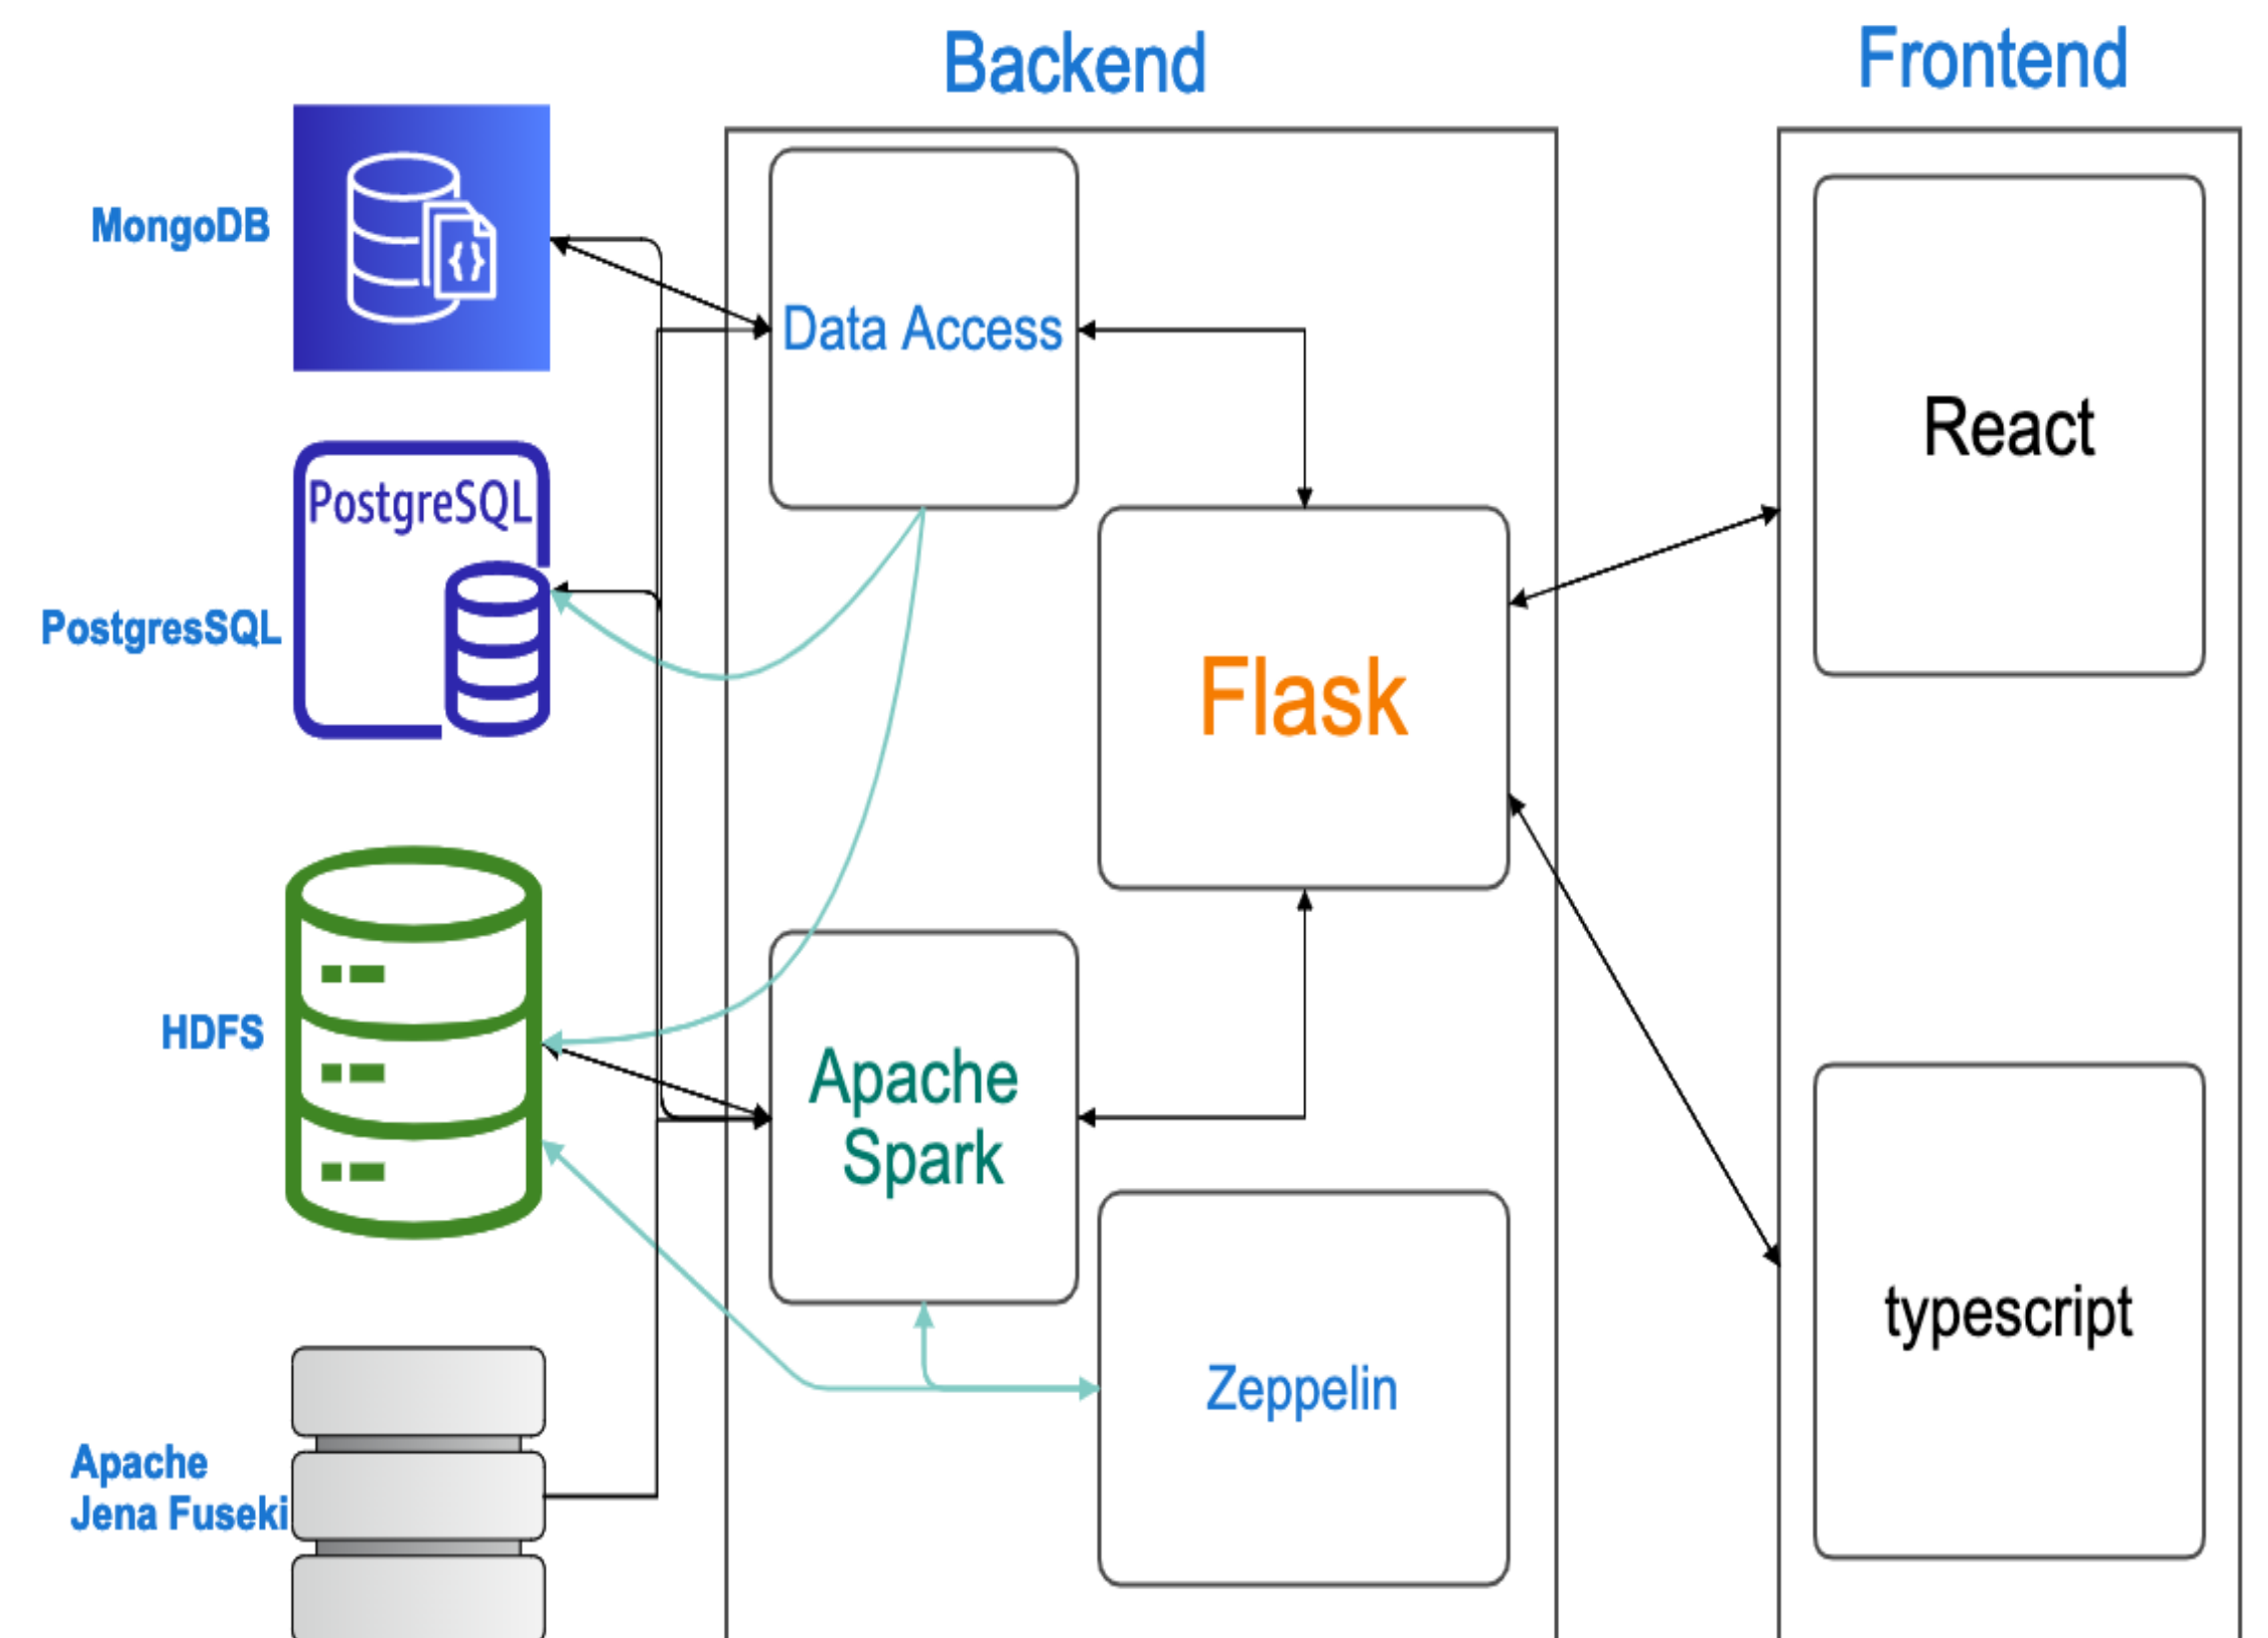 Backend
Frontend
MongoDB
Data Access
React
PostgreSQL
PostgresSQL
Flask
HDFS
Apache
Spark
typescript
Zeppelin
Apache
Jena Fuseki